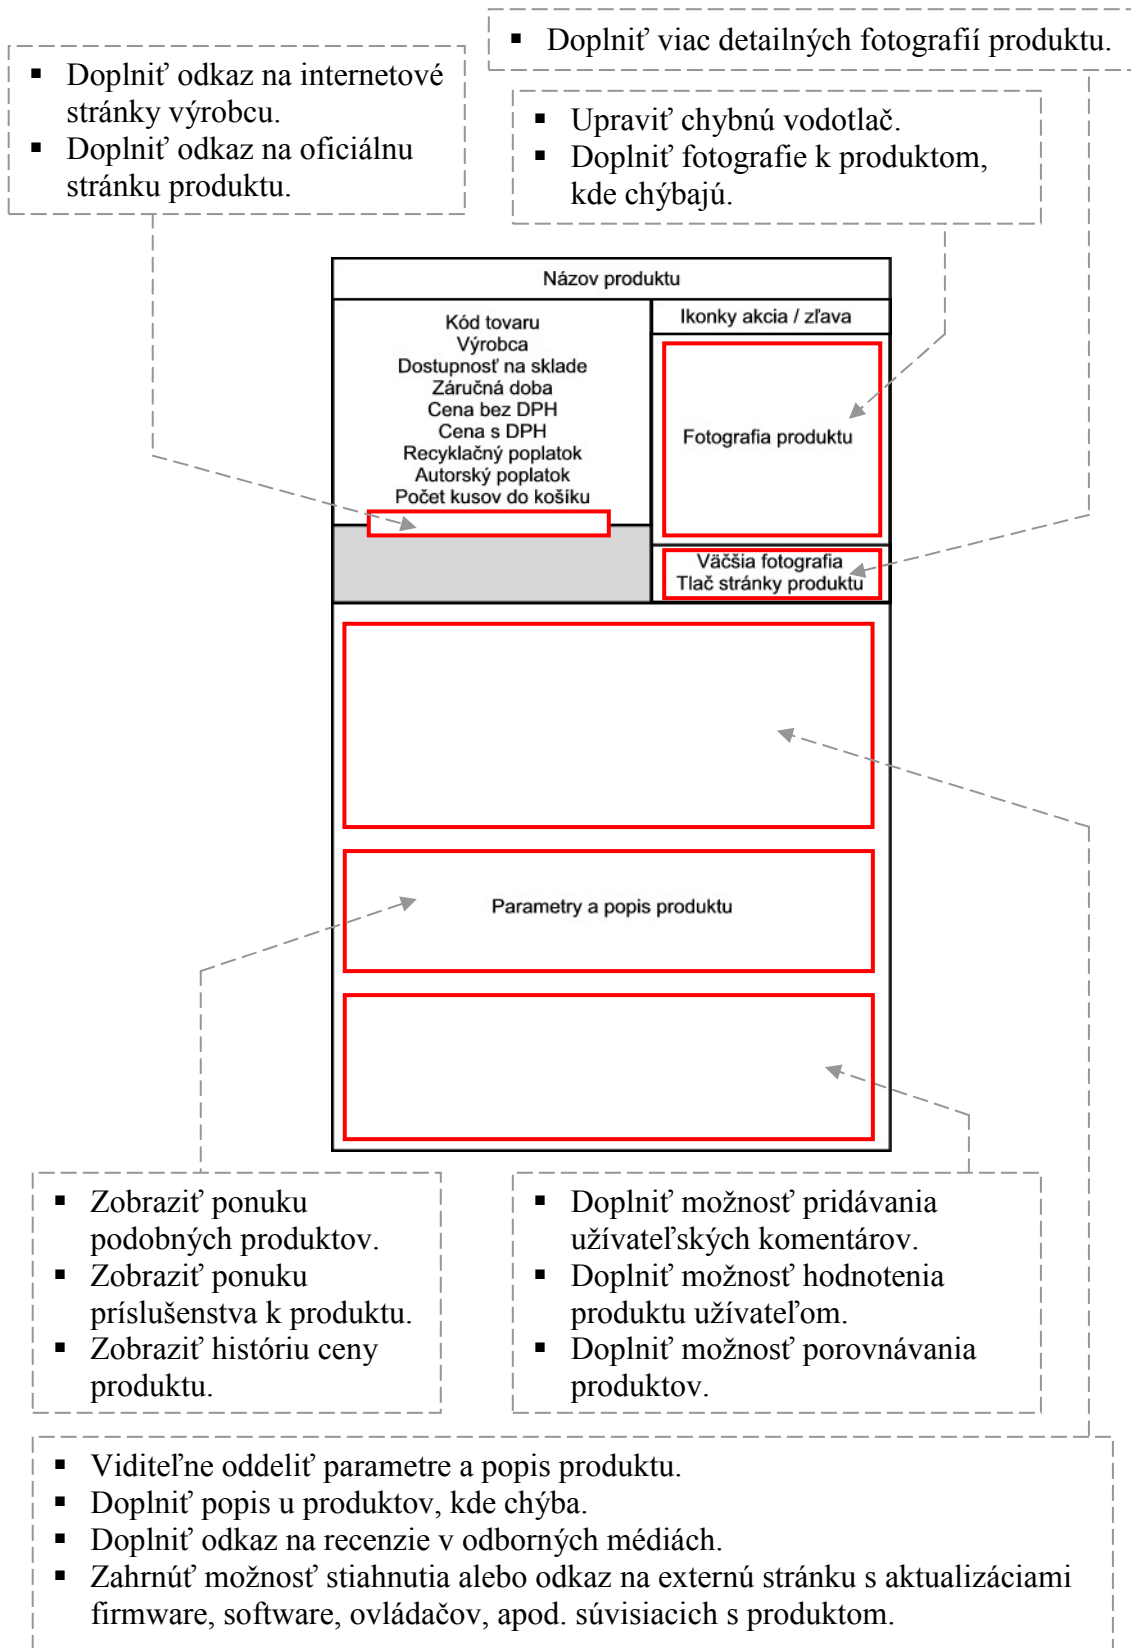 ▪ Doplniť viac detailných fotografií produktu.
▪ Doplniť odkaz na internetové
stránky výrobcu.
▪ Doplniť odkaz na oficiálnu
stránku produktu.
▪ Upraviť chybnú vodotlač.
▪ Doplniť fotografie k produktom,
kde chýbajú.
Názov produktu
Kód tovaru
Výrobca
Dostupnosť na sklade
Záručná doba
Cena bez DPH
Cena s DPH
Recyklačný poplatok
Autorský poplatok
Počet kusov do košíku
Ikonky akcia / zľava
Fotografia produktu
Väčšia fotografia
Tlač stránky produktu
Parametry a popis produktu
▪ Zobraziť ponuku
podobných produktov.
▪ Zobraziť ponuku
príslušenstva k produktu.
▪ Zobraziť históriu ceny
produktu.
▪ Doplniť možnosť pridávania
užívateľských komentárov.
▪ Doplniť možnosť hodnotenia
produktu užívateľom.
▪ Doplniť možnosť porovnávania
produktov.
▪ Viditeľne oddeliť parametre a popis produktu.
▪ Doplniť popis u produktov, kde chýba.
▪ Doplniť odkaz na recenzie v odborných médiách.
▪ Zahrnúť možnosť stiahnutia alebo odkaz na externú stránku s aktualizáciami
firmware, software, ovládačov, apod. súvisiacich s produktom.